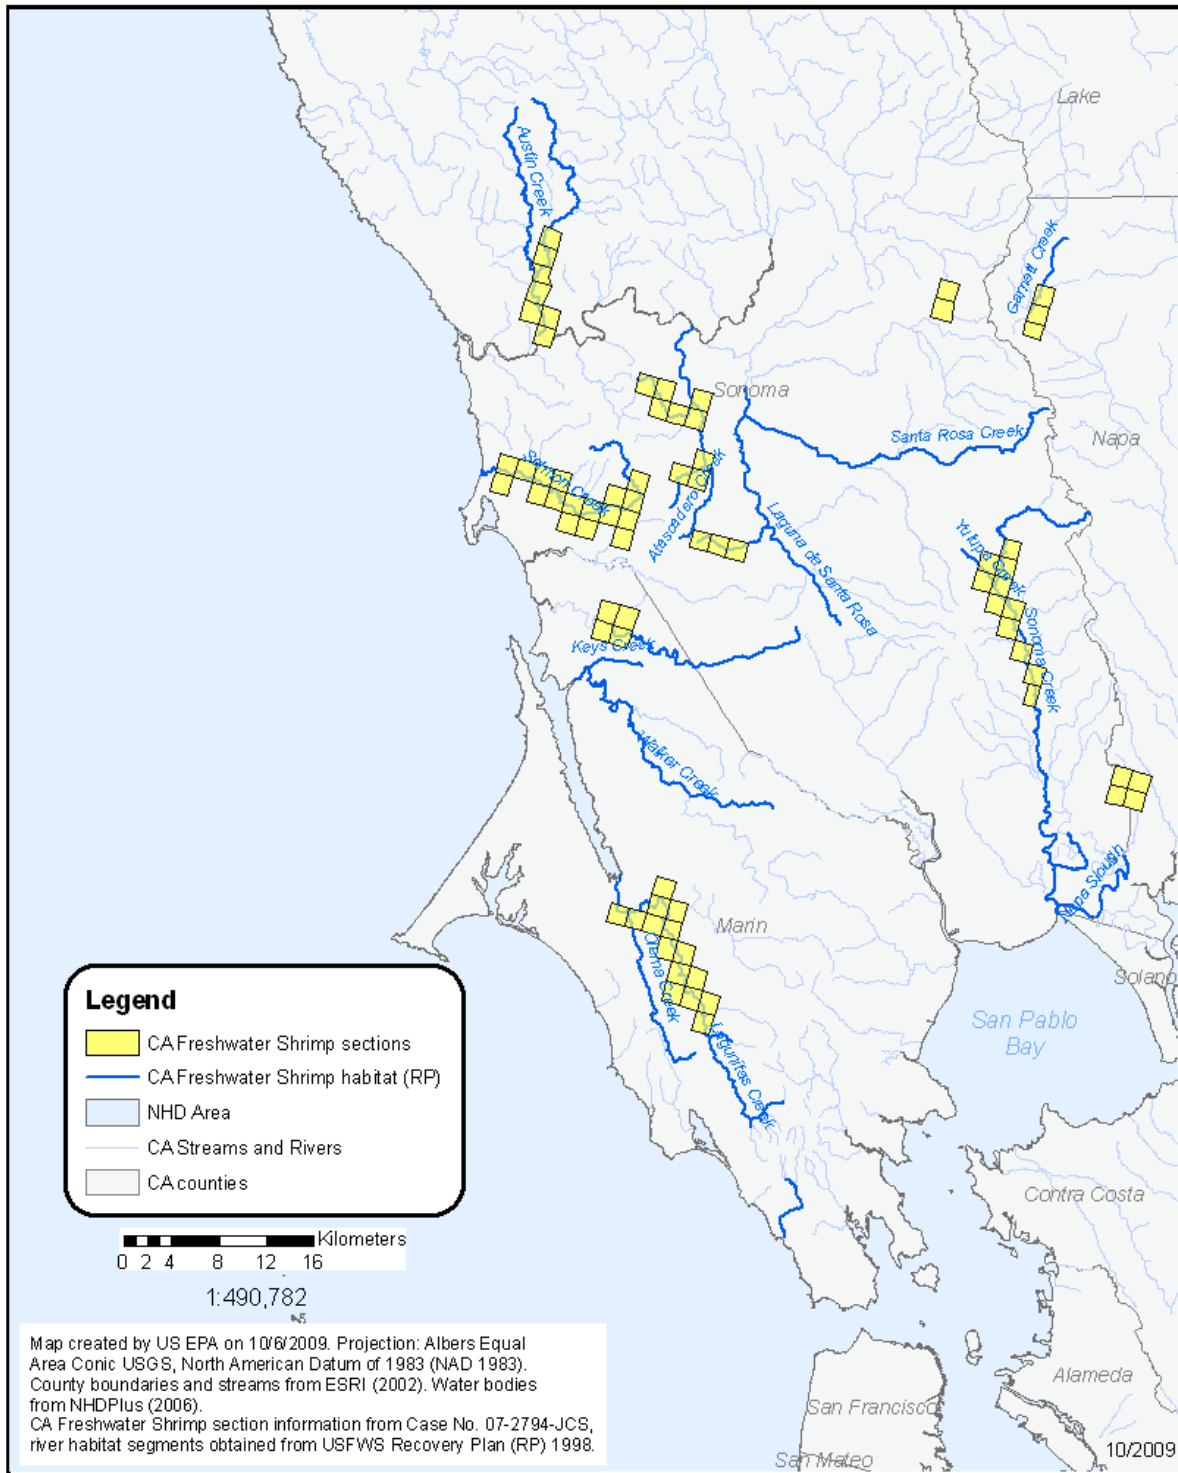 Lake
Austin Creek
Garnett Creek
Sonoma
Santa Rosa Creek
Napa
Salmon Creek
Atascadero Creek
Laguna de Santa Rosa
Yulupa Creek
Sonoma Creek
Keys Creek
Walker Creek
Napa Slough
Marin
Olema Creek
Solano
San Pablo
Bay
Lagunitas Creek
Legend
CA Freshwater Shrimp sections
CA Freshwater Shrimp habitat (RP)
NHD Area
CA Streams and Rivers
CA counties
Contra Costa
Kilometers
0 2 4 8 12 16
1:490,782
Map created by US EPA on 10/6/2009. Projection: Albers Equal
Area Conic USGS, North American Datum of 1983 (NAD 1983).
County boundaries and streams from ESRI (2002). Water bodies
from NHDPlus (2006).
CA Freshwater Shrimp section information from Case No. 07-2794-JCS,
river habitat segments obtained from USFWS Recovery Plan (RP) 1998.
Alameda
San Francisco
San Mateo
10/2009